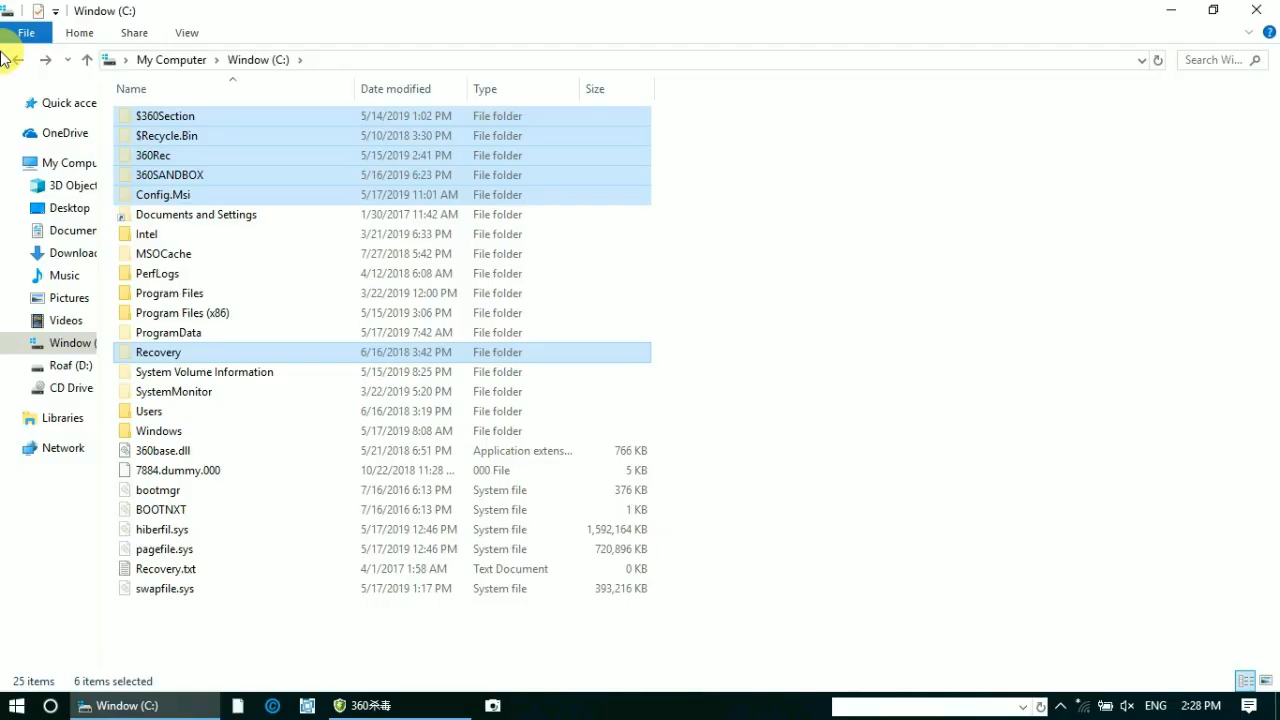 Window (C:)
File Home Share View
My Computer Window (C:) Search Wi...
Name Date modified Type Size
Quick acce
OneDrive
My Compu
3D Object
Desktop
Documer
Downloac
Music
Pictures
Videos
Window (
Roaf (D:)
CD Drive
Libraries
Network
$360Section 5/14/2019 1:02 PM File folder
$Recycle.Bin 5/10/2018 3:30 PM File folder
360Rec 5/15/2019 2:41 PM File folder
360SANDBOX 5/16/2019 6:23 PM File folder
Config.Msi 5/17/2019 11:01 AM File folder
Documents and Settings 1/30/2017 11:42 AM File folder
Intel 3/21/2019 6:33 PM File folder
MSOCache 7/27/2018 5:42 PM File folder
PerfLogs 4/12/2018 6:08 AM File folder
Program Files 3/22/2019 12:00 PM File folder
Program Files (x86) 5/15/2019 3:06 PM File folder
ProgramData 5/17/2019 7:42 AM File folder
Recovery 6/16/2018 3:42 PM File folder
System Volume Information 5/15/2019 8:25 PM File folder
SystemMonitor 3/22/2019 5:20 PM File folder
Users 6/16/2018 3:19 PM File folder
Windows 5/17/2019 8:08 AM File folder
360base.dll 5/21/2018 6:51 PM Application extens... 766 KB
7884.dummy.000 10/22/2018 11:28 ... 000 File 5 KB
bootmgr 7/16/2016 6:13 PM System file 376 KB
BOOTNXT 7/16/2016 6:13 PM System file 1 KB
hiberfil.sys 5/17/2019 12:46 PM System file 1,592,164 KB
pagefile.sys 5/17/2019 12:46 PM System file 720,896 KB
Recovery.txt 4/1/2017 1:58 AM Text Document 0 KB
swapfile.sys 5/17/2019 1:17 PM System file 393,216 KB
25 items 6 items selected
Window (C:) 360杀毒 ENG 2:28 PM